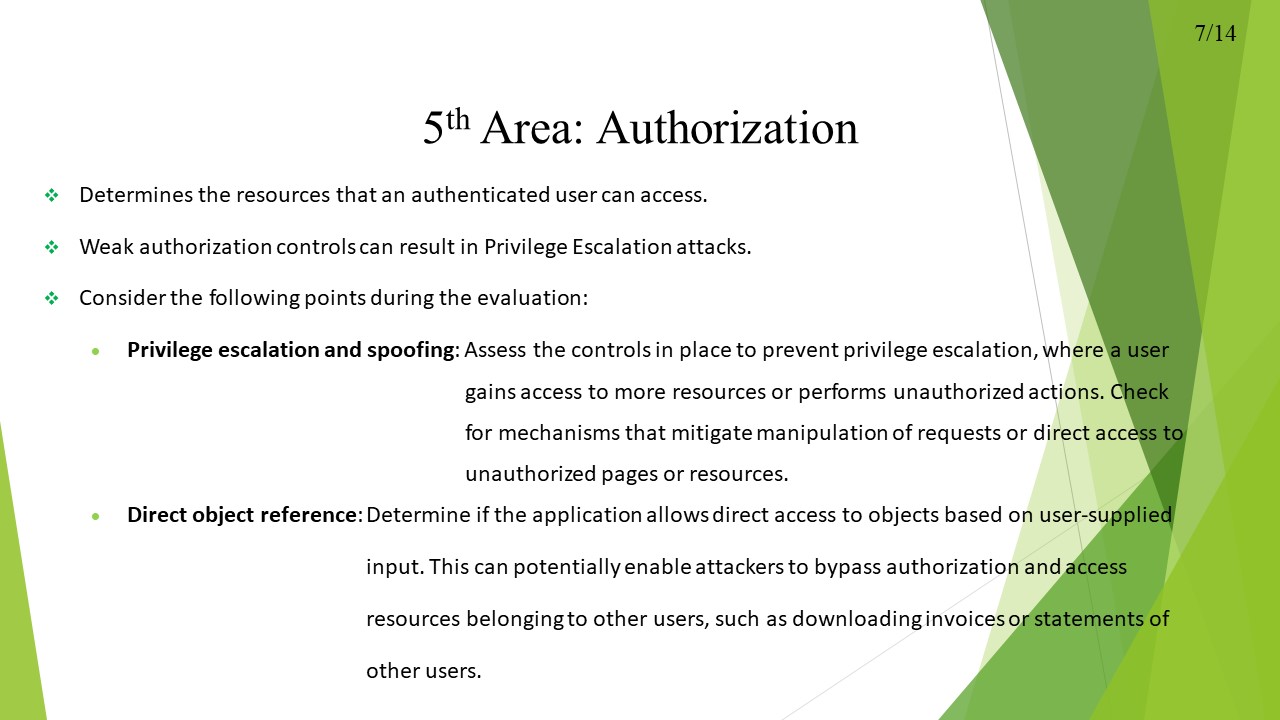 7/14
5th Area: Authorization
Determines the resources that an authenticated user can access.
Weak authorization controls can result in Privilege Escalation attacks.
Consider the following points during the evaluation:
Privilege escalation and spoofing: Assess the controls in place to prevent privilege escalation, where a user
gains access to more resources or performs unauthorized actions. Check
for mechanisms that mitigate manipulation of requests or direct access to
unauthorized pages or resources.
Direct object reference: Determine if the application allows direct access to objects based on user-supplied
input. This can potentially enable attackers to bypass authorization and access
resources belonging to other users, such as downloading invoices or statements of
other users.